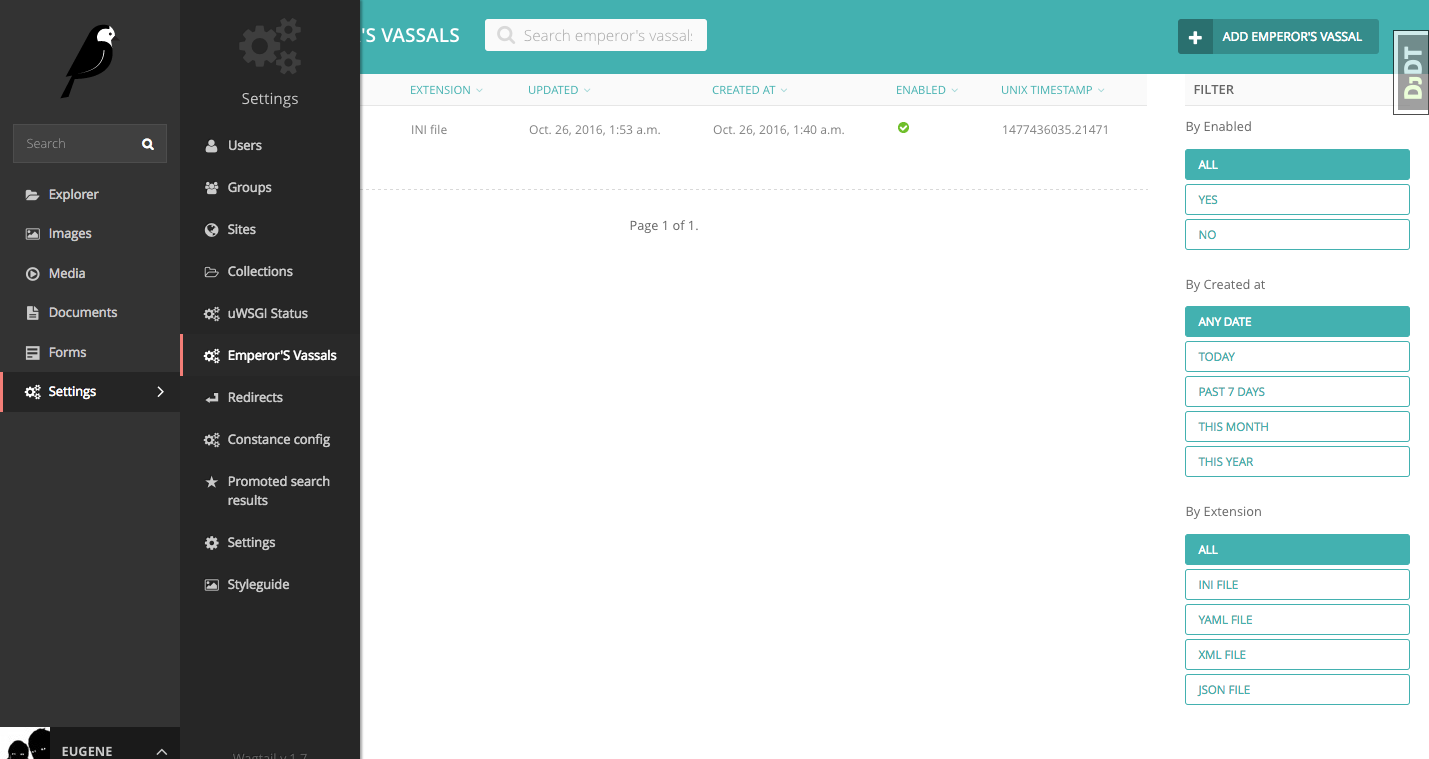 Search
Explorer
Images
Media
Documents
Forms
Settings
EUGENE
Settings
Users
Groups
Sites
Collections
uWSGI Status
Emperor'S Vassals
Redirects
Constance config
Promoted search
results
Settings
Styleguide
Wagtail v 1.7
'S VASSALS
Search emperor's vassal:
ADD EMPEROR'S VASSAL
DJDT
EXTENSION UPDATED CREATED AT ENABLED UNIX TIMESTAMP
INI file Oct. 26, 2016, 1:53 a.m. Oct. 26, 2016, 1:40 a.m. 1477436035.21471
Page 1 of 1.
FILTER
By Enabled
ALL
YES
NO
By Created at
ANY DATE
TODAY
PAST 7 DAYS
THIS MONTH
THIS YEAR
By Extension
ALL
INI FILE
YAML FILE
XML FILE
JSON FILE